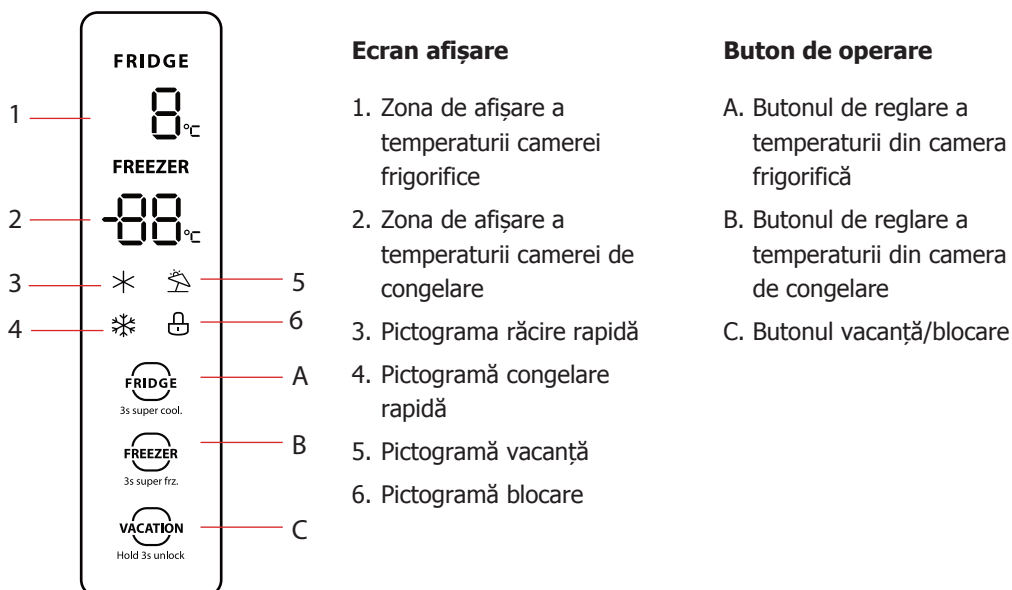 FRIDGE
1
8°C
FREEZER
2
-88°C
3
5
4
6
FRIDGE
3s super cool.
A
FREEZER
3s super frz.
B
VACATION
Hold 3s unlock
C
Ecran afișare
1. Zona de afișare a
temperaturii camerei
frigorifice
2. Zona de afișare a
temperaturii camerei de
congelare
3. Pictograma răcire rapidă
4. Pictogramă congelare
rapidă
5. Pictogramă vacanță
6. Pictogramă blocare
Buton de operare
A. Butonul de reglare a
temperaturii din camera
frigorifică
B. Butonul de reglare a
temperaturii din camera
de congelare
C. Butonul vacanță/blocare